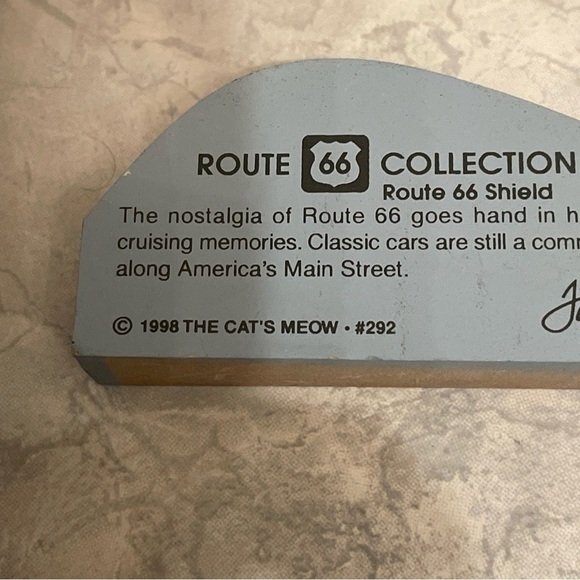 ROUTE 66 COLLECTION
Route 66 Shield
The nostalgia of Route 66 goes hand in
cruising memories. Classic cars are still a
along America's Main Street.
© 1998 THE CAT'S MEOW • #292